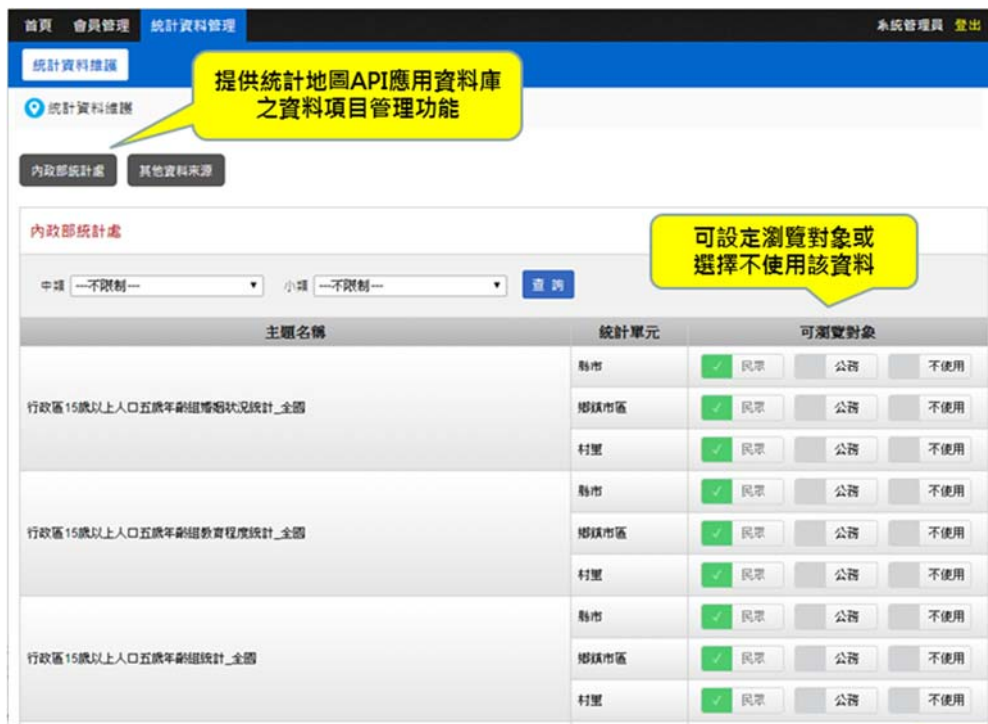 首頁 會員管理 統計資料管理 系統管理員 登出
統計資料維護
提供統計地圖API應用資料庫
之資料項目管理功能
統計資料維護
內政部統計處 其他資料來源
內政部統計處
可設定瀏覽對象或
選擇不使用該資料
中類 ---不限制--- 小類 ---不限制--- 查詢
主題名稱 統計單元 可瀏覽對象
行政區15歲以上人口五歲年齡組婚姻狀況統計_全國
縣市 民眾 公務 不使用
鄉鎮市區 民眾 公務 不使用
村里 民眾 公務 不使用
行政區15歲以上人口五歲年齡組教育程度統計_全國
縣市 民眾 公務 不使用
鄉鎮市區 民眾 公務 不使用
村里 民眾 公務 不使用
行政區15歲以上人口五歲年齡組統計_全國
縣市 民眾 公務 不使用
鄉鎮市區 民眾 公務 不使用
村里 民眾 公務 不使用